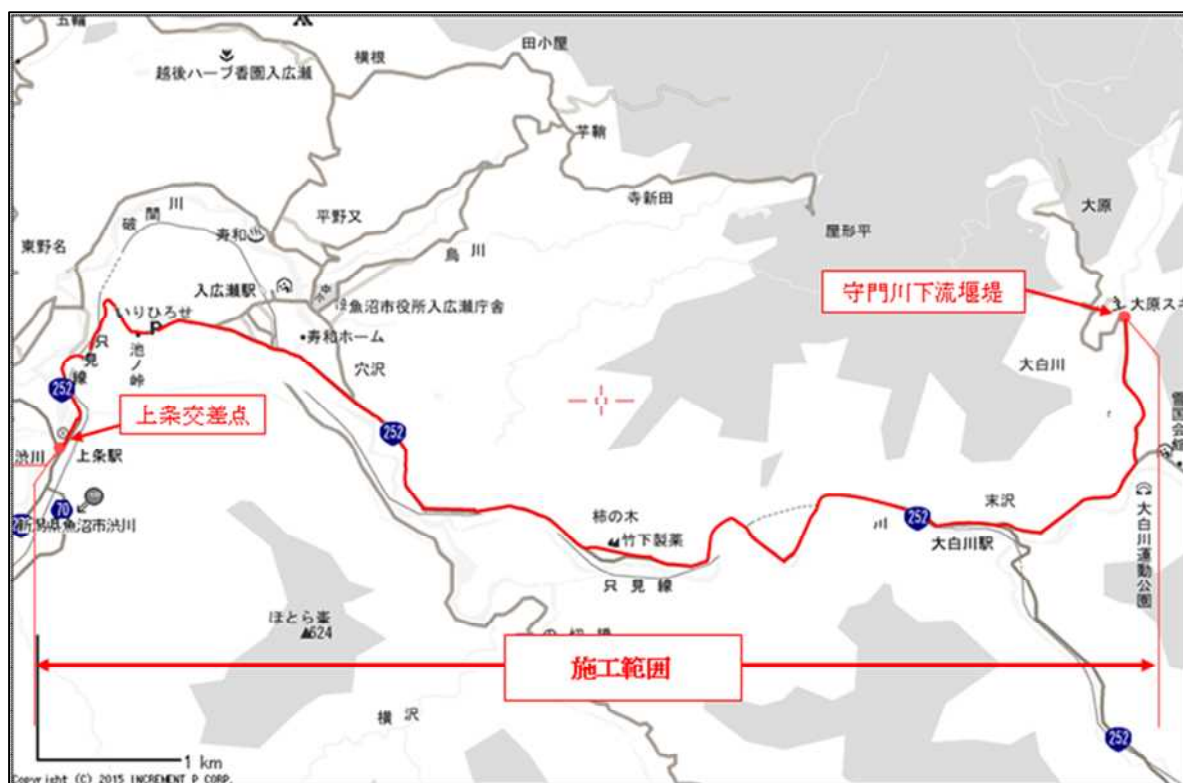 五輪
越後ハーブ香園入広瀬
横根
田小屋
芋鞘
寺新田
屋形平
大原
東野名
破間川
寿和
平野又
烏川
入広瀬駅
魚沼市役所入広瀬庁舎
寿和ホーム
穴沢
いりひろせ
P
池ノ峠
只見線
252
上条交差点
渋川
上条駅
70
新潟県魚沼市渋川
252
守門川下流堰堤
大原スキ
大白川
雪国会館
柿の木
竹下製薬
只見線
川
252
大白川駅
末沢
大白川運動公園
ほとら峯
524
施工範囲
横沢
252
1 km
Copyright (C) 2015 INCREMENT P CORP.